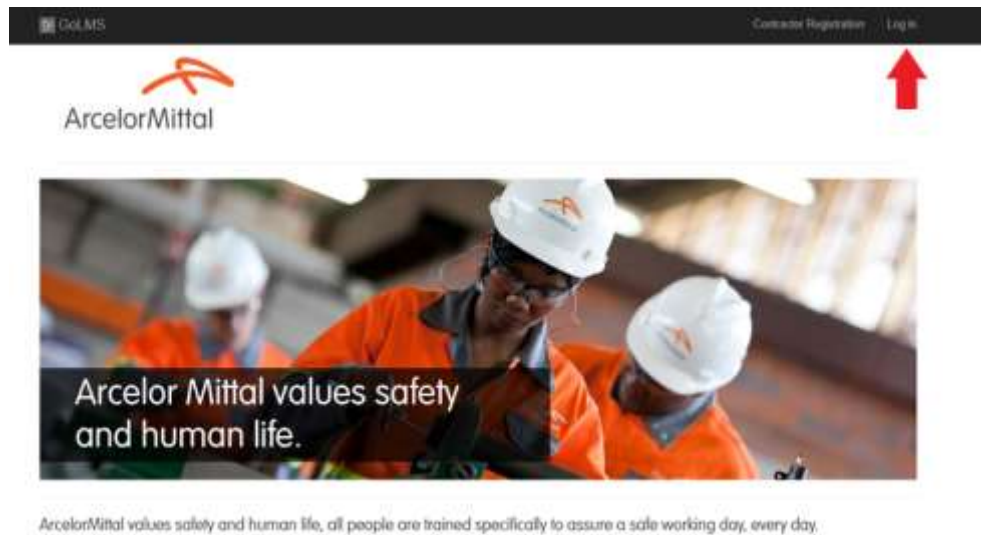 GoLMS
Contractor Registration Log in
ArcelorMittal
Arcelor Mittal values safety
and human life.
ArcelorMittal values safety and human life, all people are trained specifically to assure a safe working day, every day.